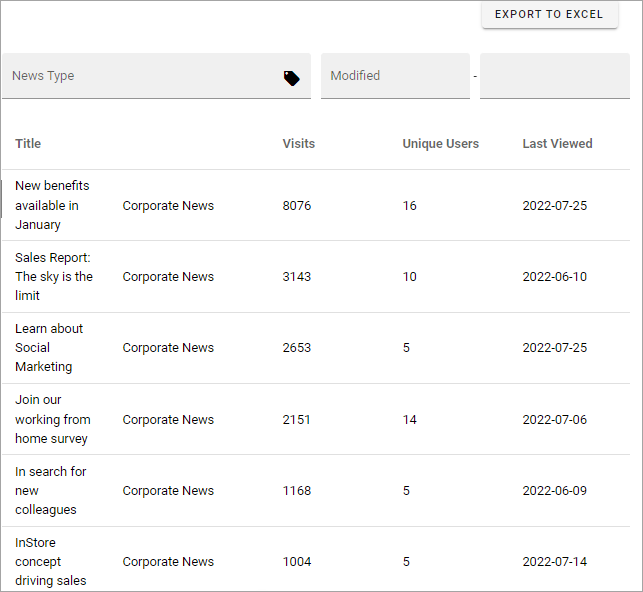 EXPORT TO EXCEL
News Type
Modified
-
Title Visits Unique Users Last Viewed
New benefits
available in Corporate News 8076 16 2022-07-25
January
Sales Report:
The sky is the Corporate News 3143 10 2022-06-10
limit
Learn about
Social Corporate News 2653 5 2022-07-25
Marketing
Join our
working from Corporate News 2151 14 2022-07-06
home survey
In search for
new Corporate News 1168 5 2022-06-09
colleagues
InStore
concept Corporate News 1004 5 2022-07-14
driving sales